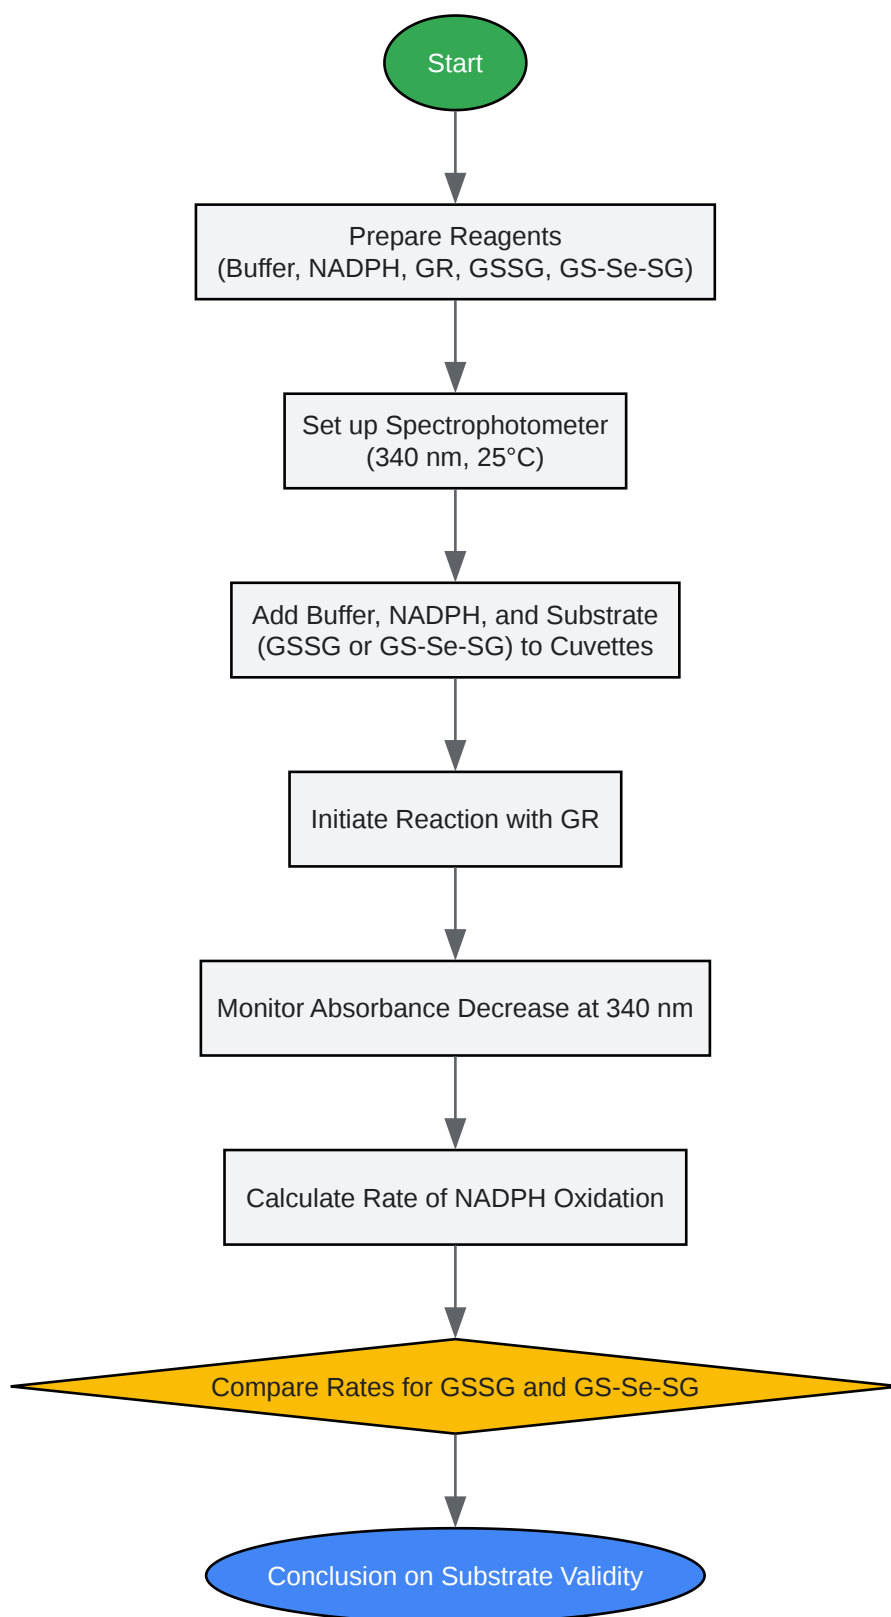 Start
Prepare Reagents
(Buffer, NADPH, GR, GSSG, GS-Se-SG)
Set up Spectrophotometer
(340 nm, 25°C)
Add Buffer, NADPH, and Substrate
(GSSG or GS-Se-SG) to Cuvettes
Initiate Reaction with GR
Monitor Absorbance Decrease at 340 nm
Calculate Rate of NADPH Oxidation
Compare Rates for GSSG and GS-Se-SG
Conclusion on Substrate Validity